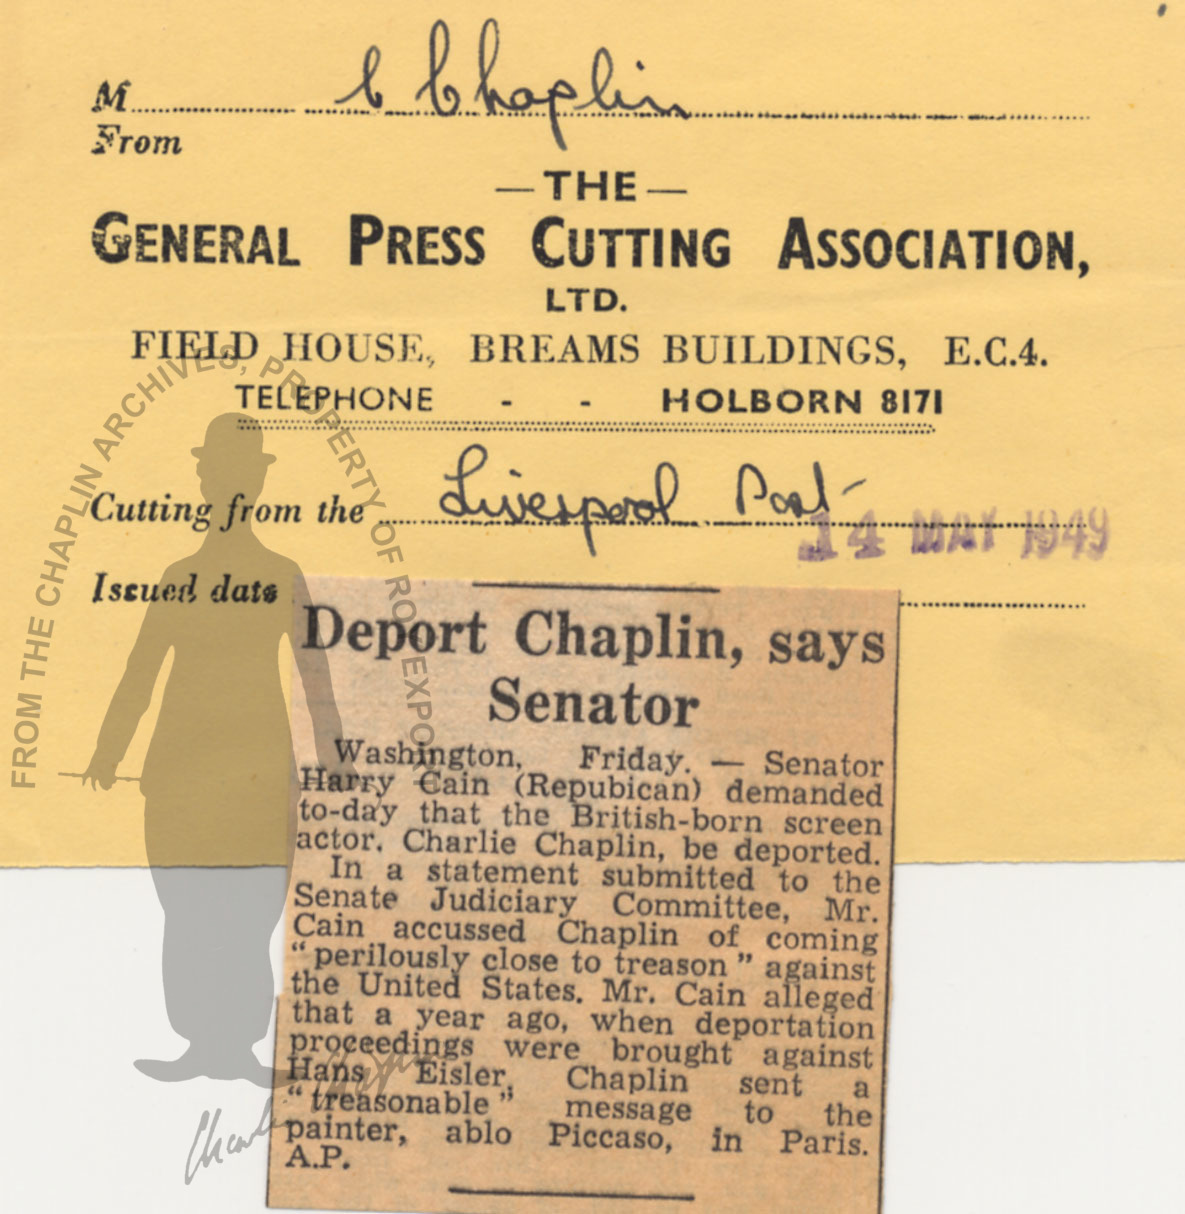 M C Chaplin
From
— THE —
GENERAL PRESS CUTTING ASSOCIATION,
LTD.
FIELD HOUSE, BREAMS BUILDINGS, E.C.4.
TELEPHONE - - HOLBORN 8171
Cutting from the Liverpool Post
14 MAY 1949
Issued date
Deport Chaplin, says
Senator
Washington, Friday. — Senator
Harry Cain (Repubican) demanded
to-day that the British-born screen
actor, Charlie Chaplin, be deported.
In a statement submitted to the
Senate Judiciary Committee, Mr.
Cain accussed Chaplin of coming
“perilously close to treason” against
the United States. Mr. Cain alleged
that a year ago, when deportation
proceedings were brought against
Hans Eisler, Chaplin sent a
“treasonable” message to the
painter, ablo Piccaso, in Paris.
A.P.
FROM THE CHAPLIN ARCHIVES, PROPERTY OF ROY EXPORT
Charlie Chaplin